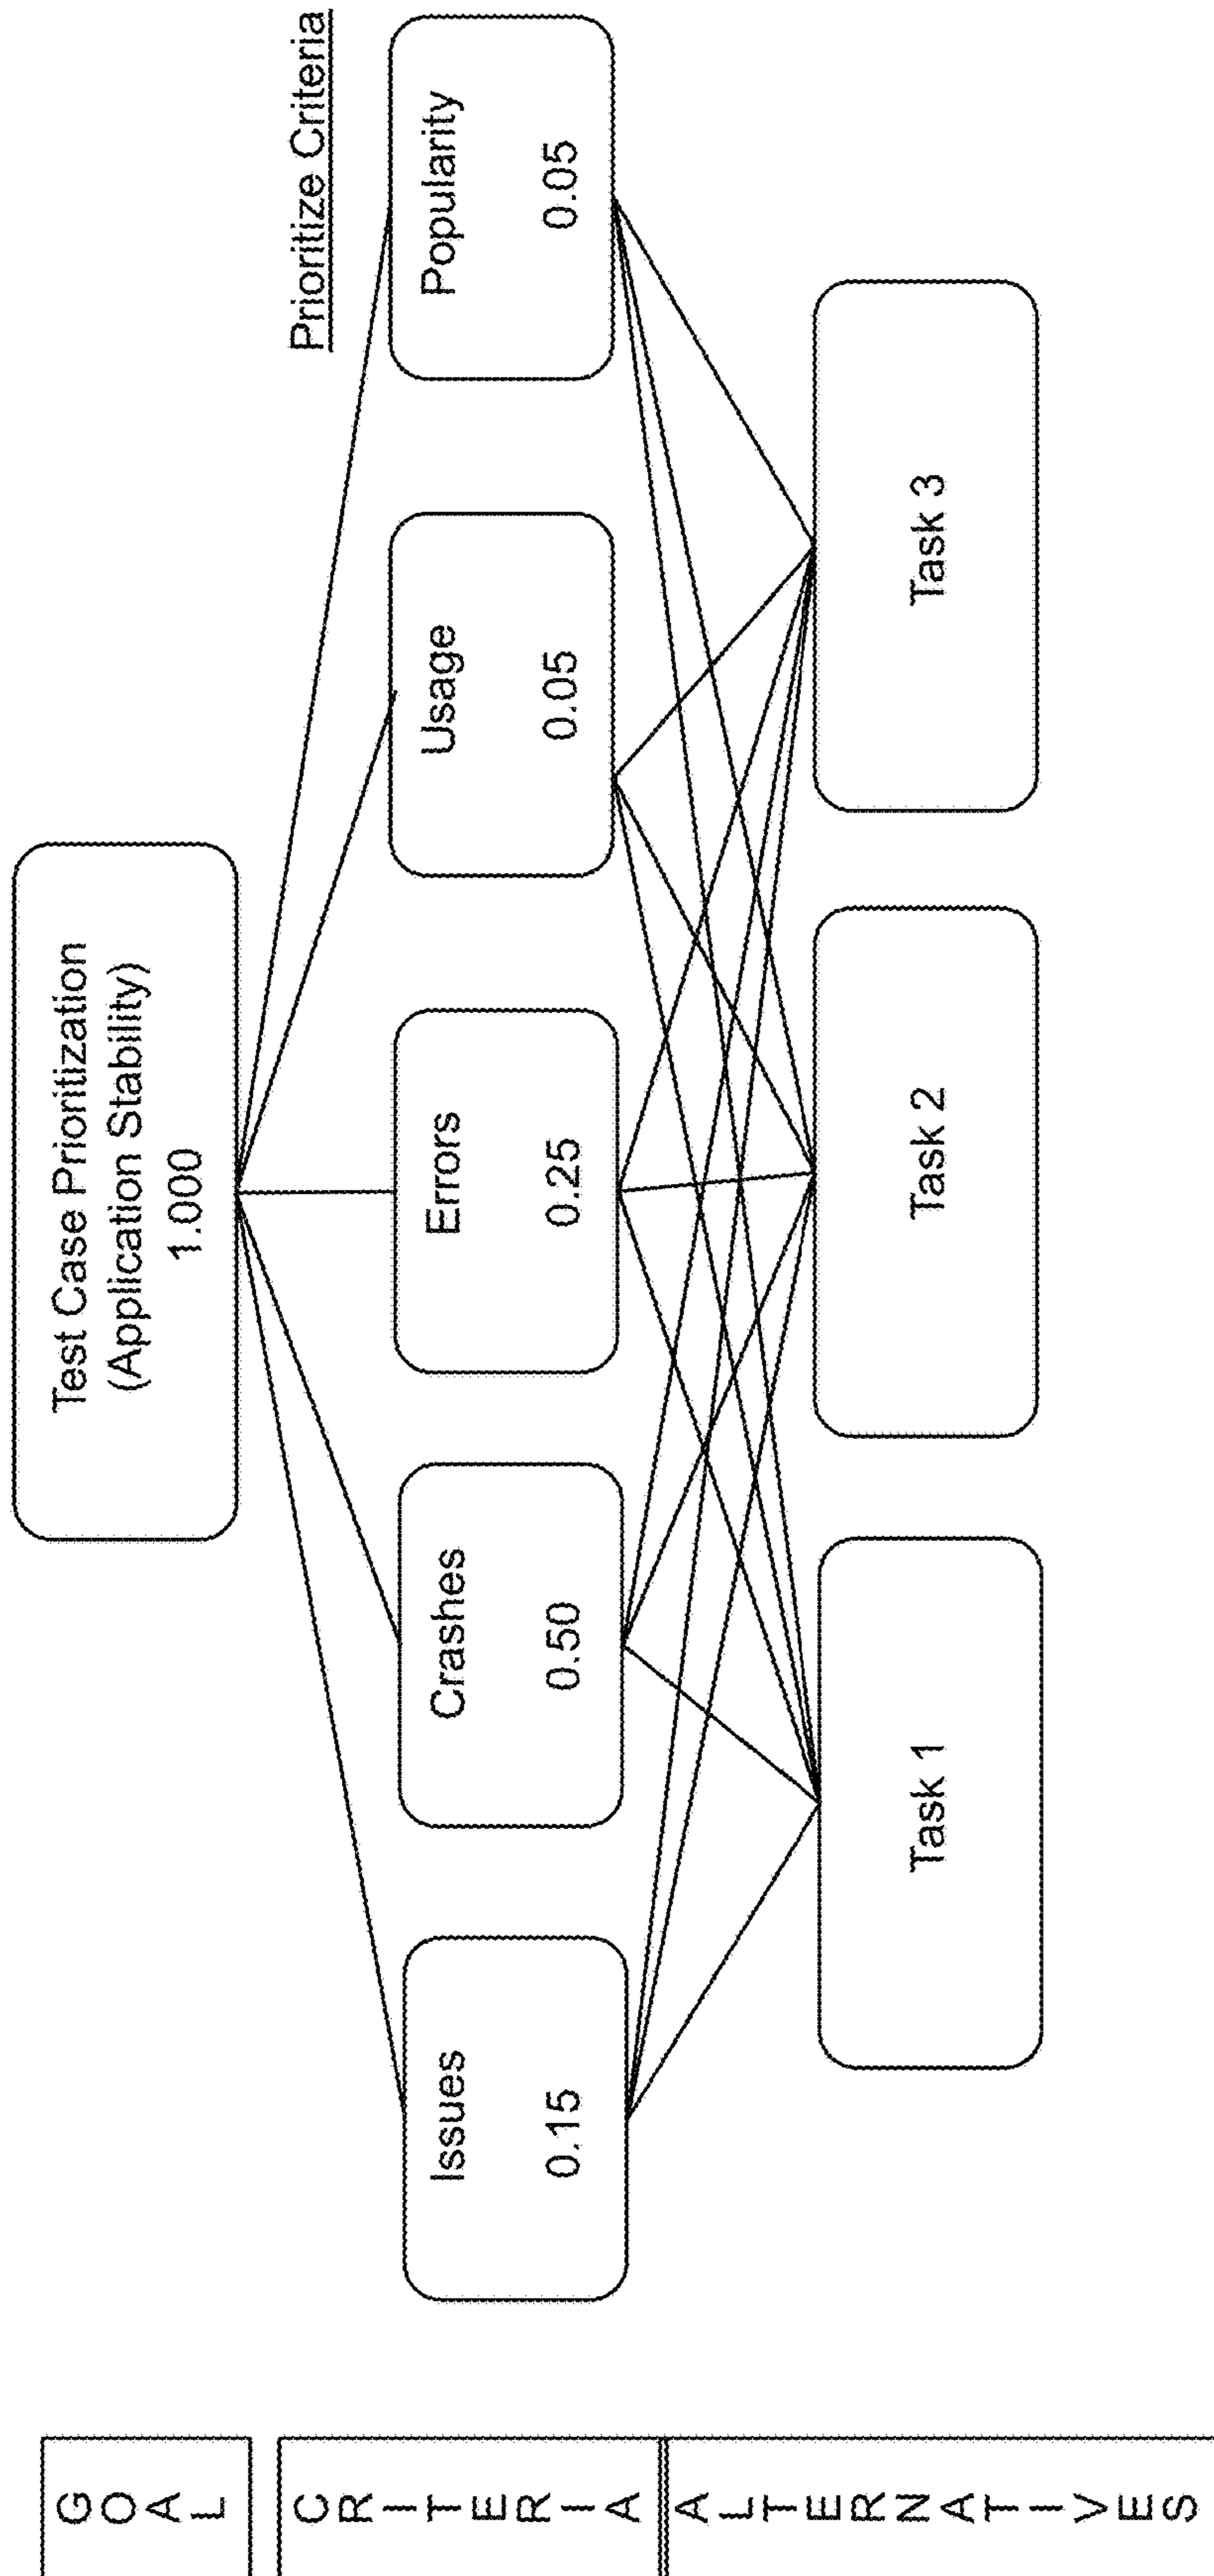 GOAL
Test Case Prioritization
(Application Stability)
1.000
Prioritize Criteria
CRITERIA
Issues
0.15
Crashes
0.50
Errors
0.25
Usage
0.05
Popularity
0.05
ALTERNATIVES
Task 1
Task 2
Task 3